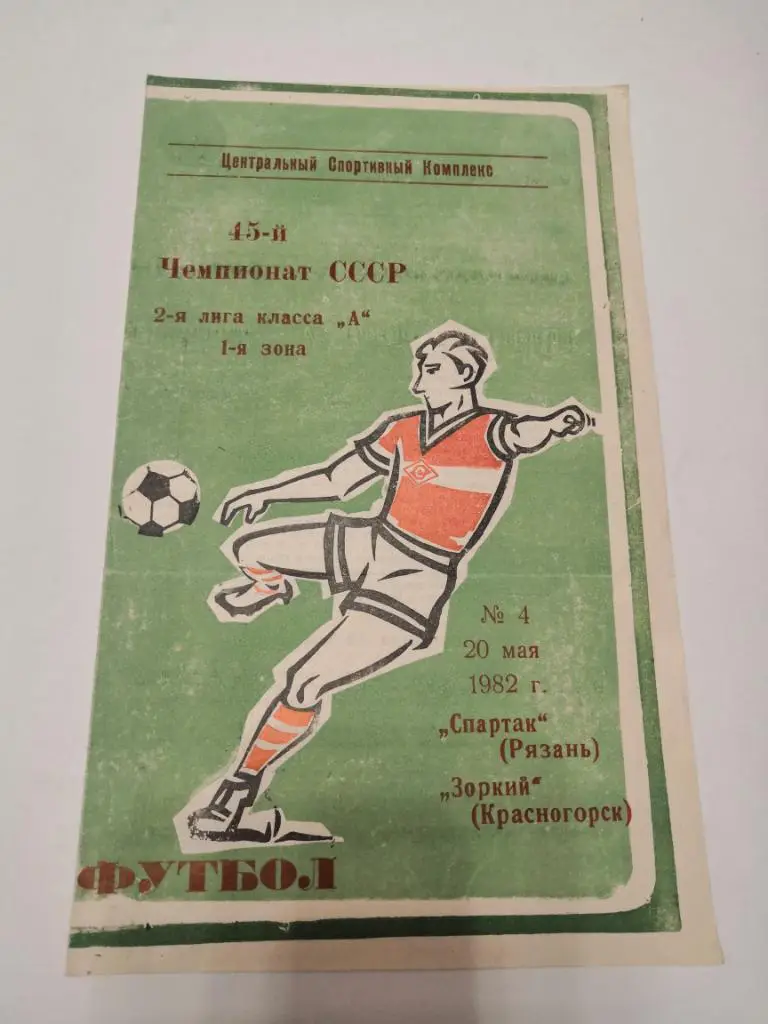 Центральный Спортивный Комплекс
45-й
Чемпионат СССР
2-я лига класса „А“
1-я зона
С
№ 4
20 мая
1982 г.
„Спартак“
(Рязань)
„Зоркий“
(Красногорск)
ФУТБОЛ